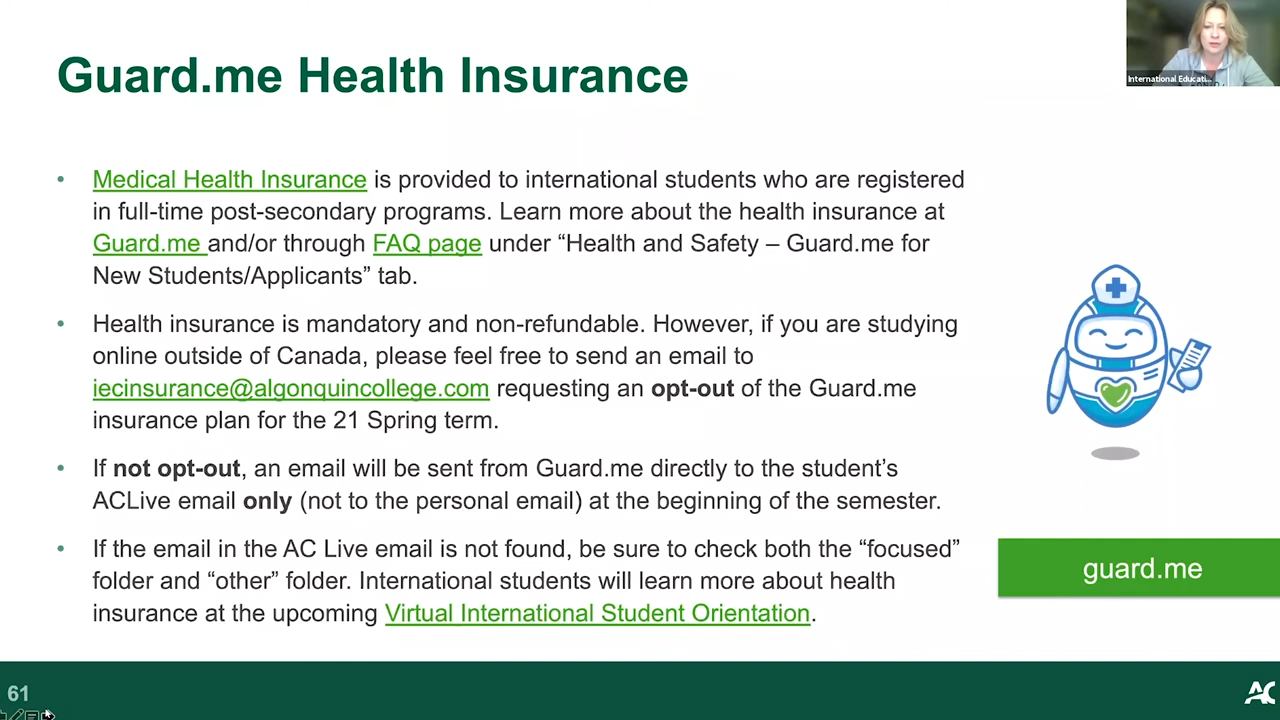 Guard.me Health Insurance
International Educati...
• Medical Health Insurance is provided to international students who are registered
in full-time post-secondary programs. Learn more about the health insurance at
Guard.me and/or through FAQ page under “Health and Safety – Guard.me for
New Students/Applicants” tab.
• Health insurance is mandatory and non-refundable. However, if you are studying
online outside of Canada, please feel free to send an email to
iecinsurance@algonquincollege.com requesting an opt-out of the Guard.me
insurance plan for the 21 Spring term.
• If not opt-out, an email will be sent from Guard.me directly to the student’s
ACLive email only (not to the personal email) at the beginning of the semester.
• If the email in the AC Live email is not found, be sure to check both the “focused”
folder and “other” folder. International students will learn more about health
insurance at the upcoming Virtual International Student Orientation.
guard.me
61
AC